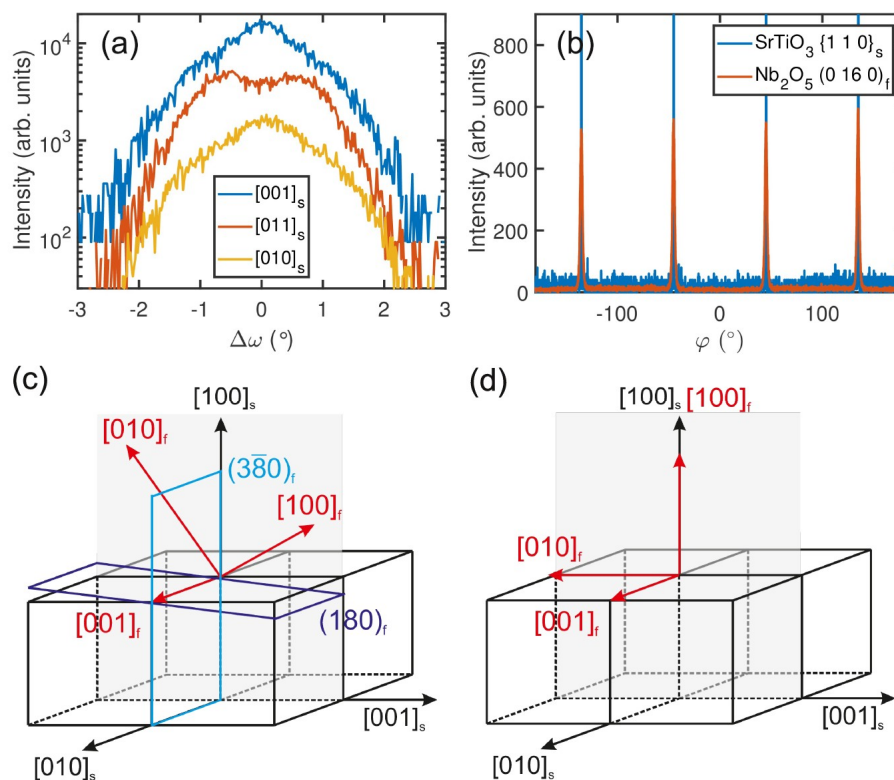 (a)
Intensity (arb. units)
10⁴
10³
10²
[001]ₛ
[011]ₛ
[010]ₛ
-3 -2 -1 0 1 2 3
Δω (°)
(b)
Intensity (arb. units)
800
600
400
200
0
SrTiO₃ {1 1 0}ₛ
Nb₂O₅ (0 16 0)f
-100 0 100
φ (°)
(c)
[100]ₛ
[010]f
(38̄0)f
[100]f
[001]f
(180)f
[001]ₛ
[010]ₛ
(d)
[100]ₛ [100]f
[010]f
[001]f
[001]ₛ
[010]ₛ